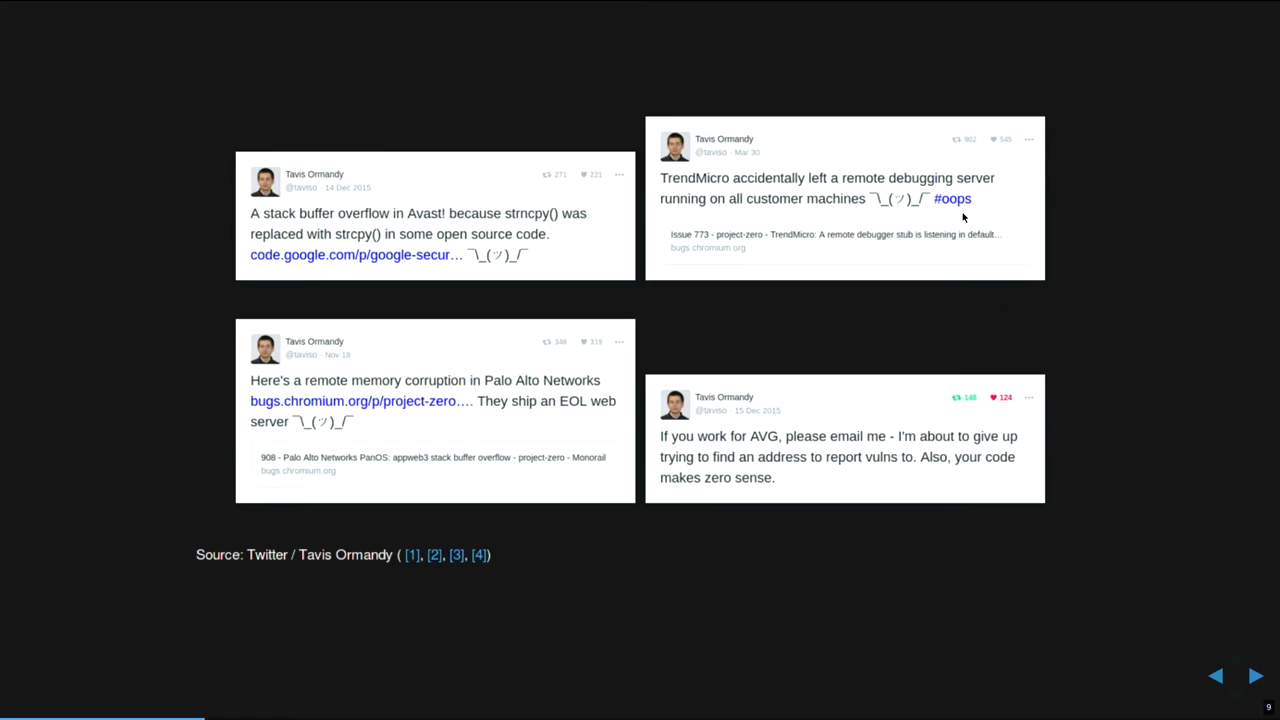 Tavis Ormandy
@taviso · 14 Dec 2015
271 221
A stack buffer overflow in Avast! because strncpy() was
replaced with strcpy() in some open source code.
code.google.com/p/google-secur… ¯\_(ツ)_/¯
Tavis Ormandy
@taviso · Mar 30
902 545
TrendMicro accidentally left a remote debugging server
running on all customer machines ¯\_(ツ)_/¯ #oops
Issue 773 - project-zero - TrendMicro: A remote debugger stub is listening in default…
bugs.chromium.org
Tavis Ormandy
@taviso · Nov 18
346 319
Here's a remote memory corruption in Palo Alto Networks
bugs.chromium.org/p/project-zero…. They ship an EOL web
server ¯\_(ツ)_/¯
908 - Palo Alto Networks PanOS: appweb3 stack buffer overflow - project-zero - Monorail
bugs.chromium.org
Tavis Ormandy
@taviso · 15 Dec 2015
148 124
If you work for AVG, please email me - I'm about to give up
trying to find an address to report vulns to. Also, your code
makes zero sense.
Source: Twitter / Tavis Ormandy ( [1], [2], [3], [4])
9